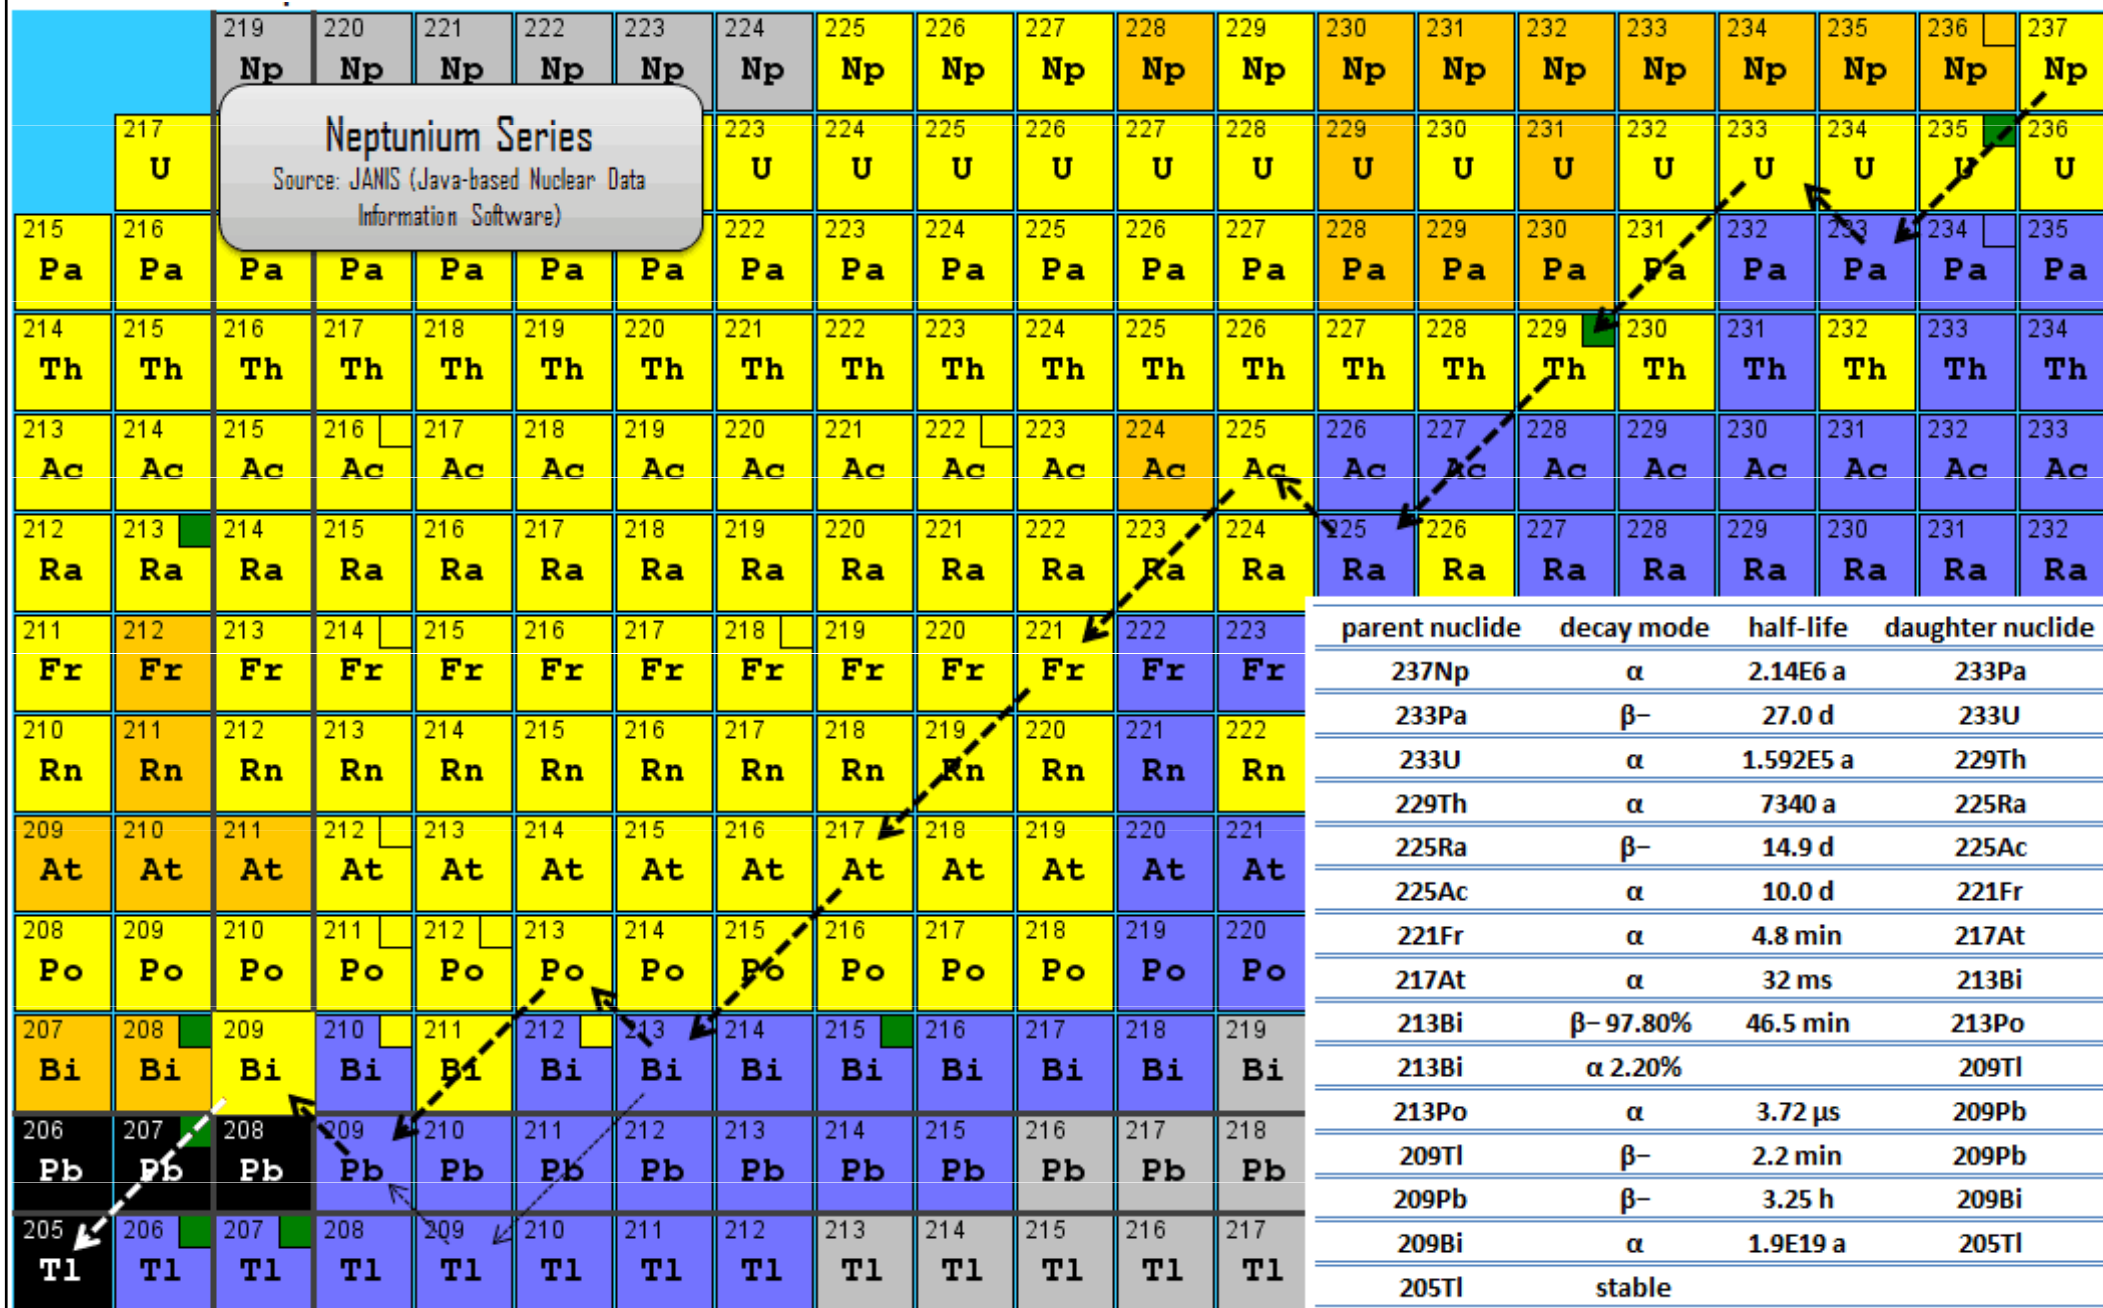 219 220 221 222 223 224 225 226 227 228 229 230 231 232 233 234 235 236 237
Np Np Np Np Np Np Np Np Np Np Np Np Np Np Np Np Np Np Np
217 223 224 225 226 227 228 229 230 231 232 233 234 235 236
U U U U U U U U U U U U U U U
Neptunium Series
Source: JANIS (Java-based Nuclear Data
Information Software)
215 216 222 223 224 225 226 227 228 229 230 231 232 233 234 235
Pa Pa Pa Pa Pa Pa Pa Pa Pa Pa Pa Pa Pa Pa Pa Pa Pa Pa Pa Pa Pa
214 215 216 217 218 219 220 221 222 223 224 225 226 227 228 229 230 231 232 233 234
Th Th Th Th Th Th Th Th Th Th Th Th Th Th Th Th Th Th Th Th Th
213 214 215 216 217 218 219 220 221 222 223 224 225 226 227 228 229 230 231 232 233
Ac Ac Ac Ac Ac Ac Ac Ac Ac Ac Ac Ac Ac Ac Ac Ac Ac Ac Ac Ac Ac
212 213 214 215 216 217 218 219 220 221 222 223 224 225 226 227 228 229 230 231 232
Ra Ra Ra Ra Ra Ra Ra Ra Ra Ra Ra Ra Ra Ra Ra Ra Ra Ra Ra Ra Ra
211 212 213 214 215 216 217 218 219 220 221 222 223
Fr Fr Fr Fr Fr Fr Fr Fr Fr Fr Fr Fr Fr
210 211 212 213 214 215 216 217 218 219 220 221 222
Rn Rn Rn Rn Rn Rn Rn Rn Rn Rn Rn Rn Rn
209 210 211 212 213 214 215 216 217 218 219 220 221
At At At At At At At At At At At At At
208 209 210 211 212 213 214 215 216 217 218 219 220
Po Po Po Po Po Po Po Po Po Po Po Po Po
207 208 209 210 211 212 213 214 215 216 217 218 219
Bi Bi Bi Bi Bi Bi Bi Bi Bi Bi Bi Bi Bi
206 207 208 209 210 211 212 213 214 215 216 217 218
Pb Pb Pb Pb Pb Pb Pb Pb Pb Pb Pb Pb Pb
205 206 207 208 209 210 211 212 213 214 215 216 217
Tl Tl Tl Tl Tl Tl Tl Tl Tl Tl Tl Tl Tl
parent nuclide decay mode half-life daughter nuclide
237Np α 2.14E6 a 233Pa
233Pa β− 27.0 d 233U
233U α 1.592E5 a 229Th
229Th α 7340 a 225Ra
225Ra β− 14.9 d 225Ac
225Ac α 10.0 d 221Fr
221Fr α 4.8 min 217At
217At α 32 ms 213Bi
213Bi β− 97.80% 46.5 min 213Po
213Bi α 2.20% 209Tl
213Po α 3.72 μs 209Pb
209Tl β− 2.2 min 209Pb
209Pb β− 3.25 h 209Bi
209Bi α 1.9E19 a 205Tl
205Tl stable